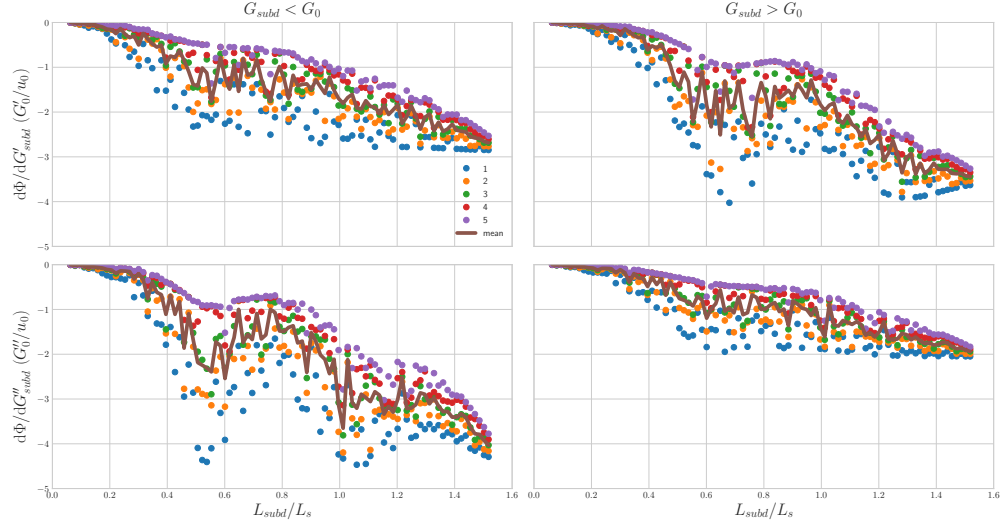 G_subd < G_0
G_subd > G_0
dΦ/dG'_subd (G'_0/u_0)
0
−1
−2
−3
−4
−5
1
2
3
4
5
mean
dΦ/dG''_subd (G''_0/u_0)
0
−1
−2
−3
−4
−5
0.0 0.2 0.4 0.6 0.8 1.0 1.2 1.4 1.6
0.0 0.2 0.4 0.6 0.8 1.0 1.2 1.4 1.6
L_subd/L_s
L_subd/L_s